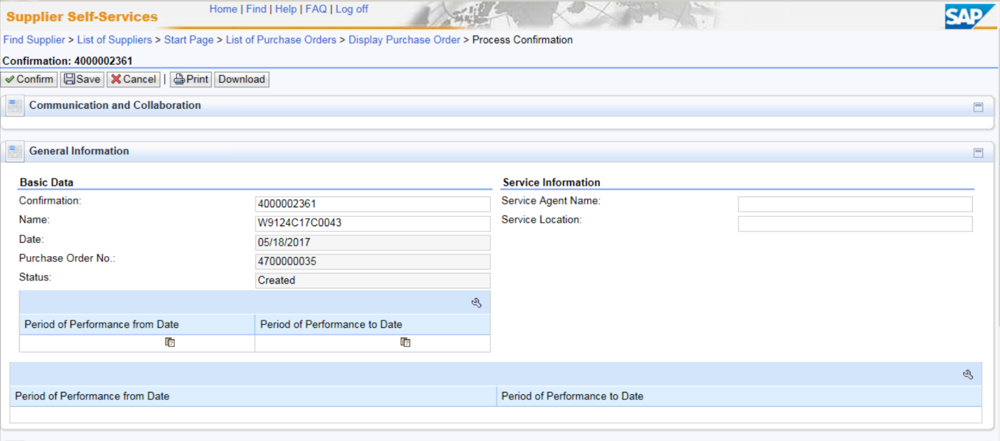 Supplier Self-Services
Home | Find | Help | FAQ | Log off
SAP
Find Supplier > List of Suppliers > Start Page > List of Purchase Orders > Display Purchase Order > Process Confirmation
Confirmation: 4000002361
Confirm Save Cancel | Print Download
Communication and Collaboration
General Information
Basic Data
Confirmation: 4000002361
Name: W9124C17C0043
Date: 05/18/2017
Purchase Order No.: 4700000035
Status: Created
Service Information
Service Agent Name:
Service Location:
Period of Performance from Date Period of Performance to Date
Period of Performance from Date Period of Performance to Date